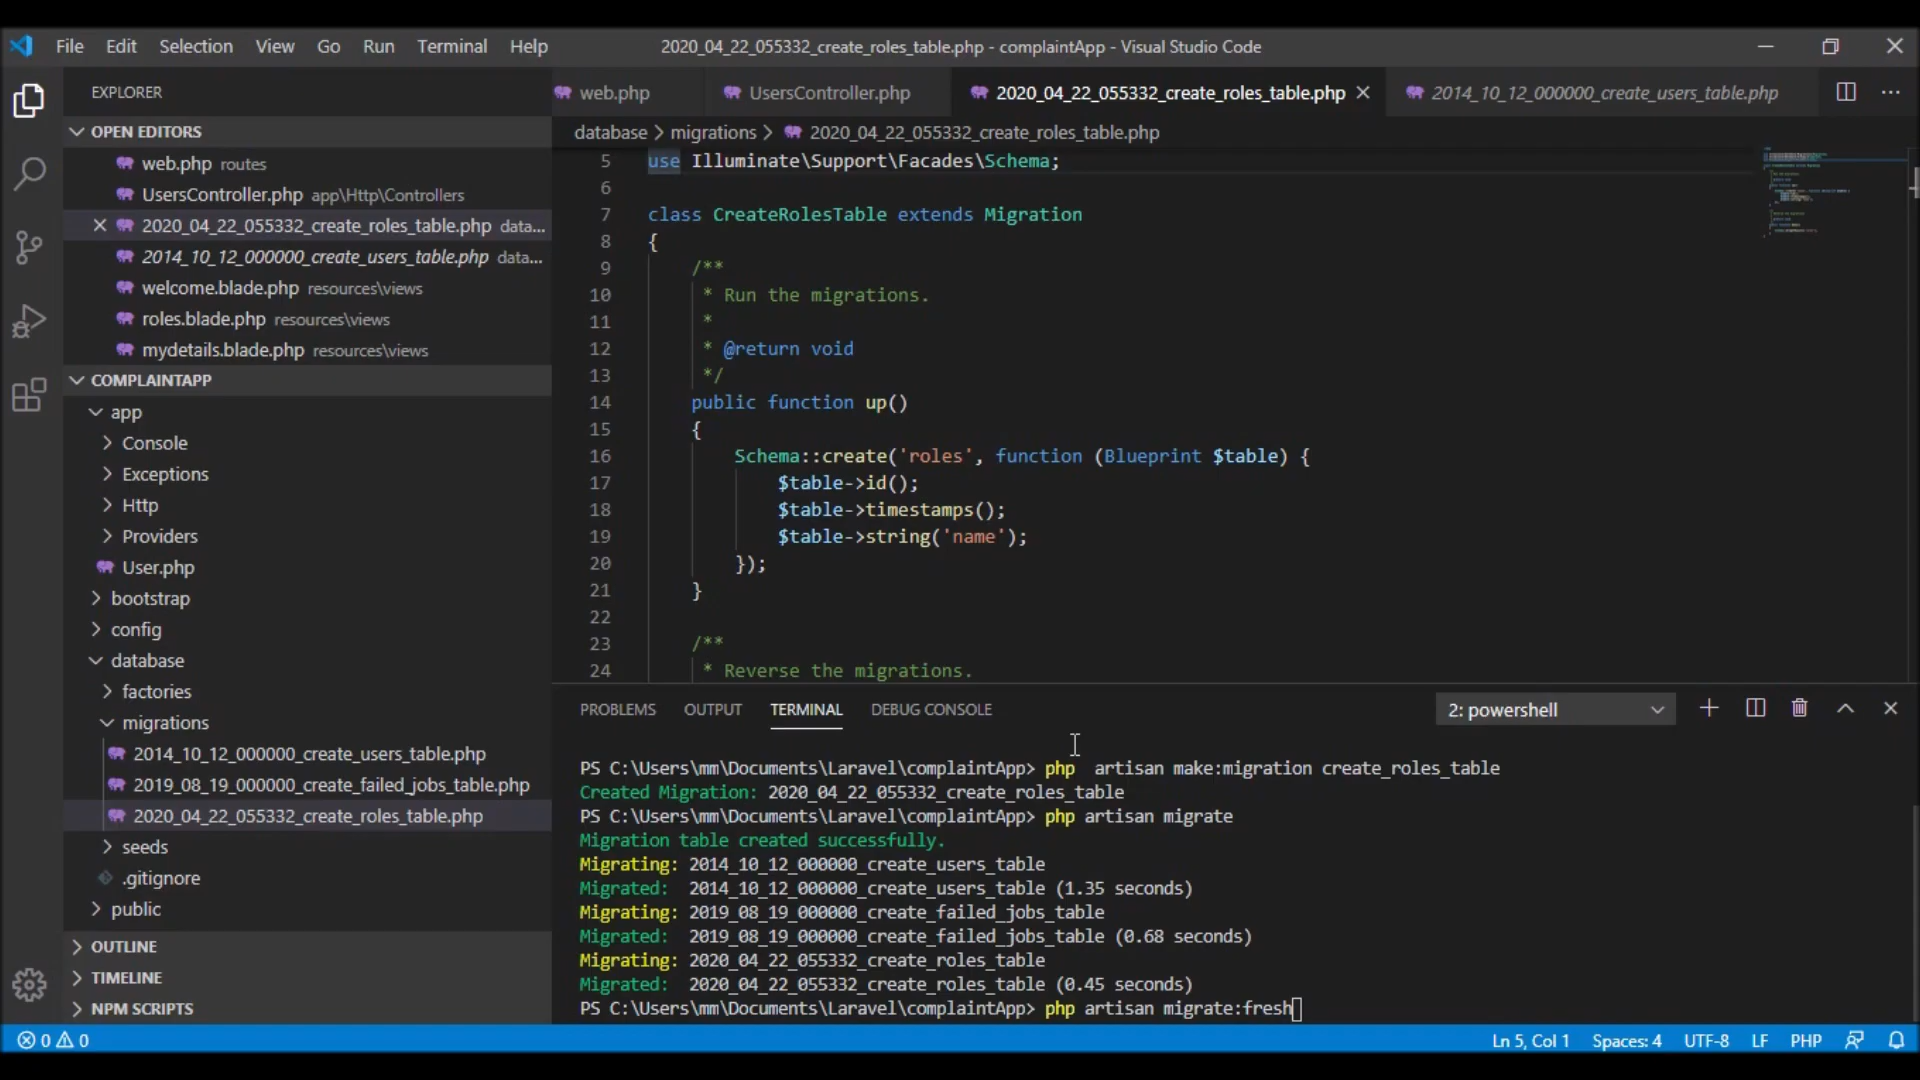 File Edit Selection View Go Run Terminal Help
2020_04_22_055332_create_roles_table.php - complaintApp - Visual Studio Code
EXPLORER
OPEN EDITORS
web.php routes
UsersController.php app\Http\Controllers
2020_04_22_055332_create_roles_table.php data...
2014_10_12_000000_create_users_table.php data...
welcome.blade.php resources\views
roles.blade.php resources\views
mydetails.blade.php resources\views
COMPLAINTAPP
app
Console
Exceptions
Http
Providers
User.php
bootstrap
config
database
factories
migrations
2014_10_12_000000_create_users_table.php
2019_08_19_000000_create_failed_jobs_table.php
2020_04_22_055332_create_roles_table.php
seeds
.gitignore
public
OUTLINE
TIMELINE
NPM SCRIPTS
web.php UsersController.php 2020_04_22_055332_create_roles_table.php 2014_10_12_000000_create_users_table.php
database > migrations > 2020_04_22_055332_create_roles_table.php
5 use Illuminate\Support\Facades\Schema;
6
7 class CreateRolesTable extends Migration
8 {
9 /**
10 * Run the migrations.
11 *
12 * @return void
13 */
14 public function up()
15 {
16 Schema::create('roles', function (Blueprint $table) {
17 $table->id();
18 $table->timestamps();
19 $table->string('name');
20 });
21 }
22
23 /**
24 * Reverse the migrations.
PROBLEMS OUTPUT TERMINAL DEBUG CONSOLE 2: powershell
PS C:\Users\mm\Documents\Laravel\complaintApp> php  artisan make:migration create_roles_table
Created Migration: 2020_04_22_055332_create_roles_table
PS C:\Users\mm\Documents\Laravel\complaintApp> php artisan migrate
Migration table created successfully.
Migrating: 2014_10_12_000000_create_users_table
Migrated:  2014_10_12_000000_create_users_table (1.35 seconds)
Migrating: 2019_08_19_000000_create_failed_jobs_table
Migrated:  2019_08_19_000000_create_failed_jobs_table (0.68 seconds)
Migrating: 2020_04_22_055332_create_roles_table
Migrated:  2020_04_22_055332_create_roles_table (0.45 seconds)
PS C:\Users\mm\Documents\Laravel\complaintApp> php artisan migrate:fresh
0 0 Ln 5, Col 1 Spaces: 4 UTF-8 LF PHP